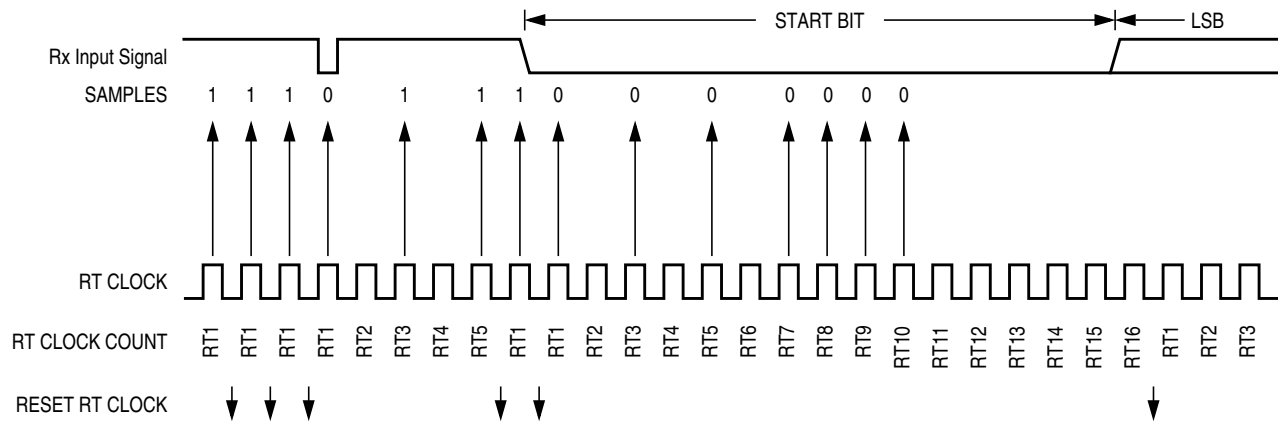 START BIT LSB
Rx Input Signal
SAMPLES 1 1 1 0 1 1 1 0 0 0 0 0 0 0
RT CLOCK
RT CLOCK COUNT RT1 RT1 RT1 RT1 RT2 RT3 RT4 RT5 RT1 RT1 RT2 RT3 RT4 RT5 RT6 RT7 RT8 RT9 RT10 RT11 RT12 RT13 RT14 RT15 RT16 RT1 RT2 RT3
RESET RT CLOCK